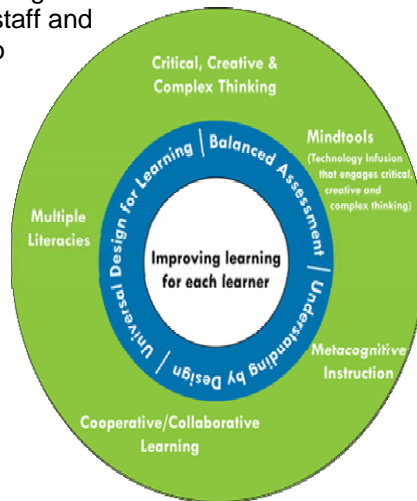 staff and
Critical, Creative &
Complex Thinking
Mindtools
(Technology Infusion
that engages critical,
creative and
complex thinking)
Multiple
Literacies
Metacognitive
Instruction
Cooperative/Collaborative
Learning
Universal Design for Learning | Balanced Assessment | Understanding by Design |
Improving learning
for each learner